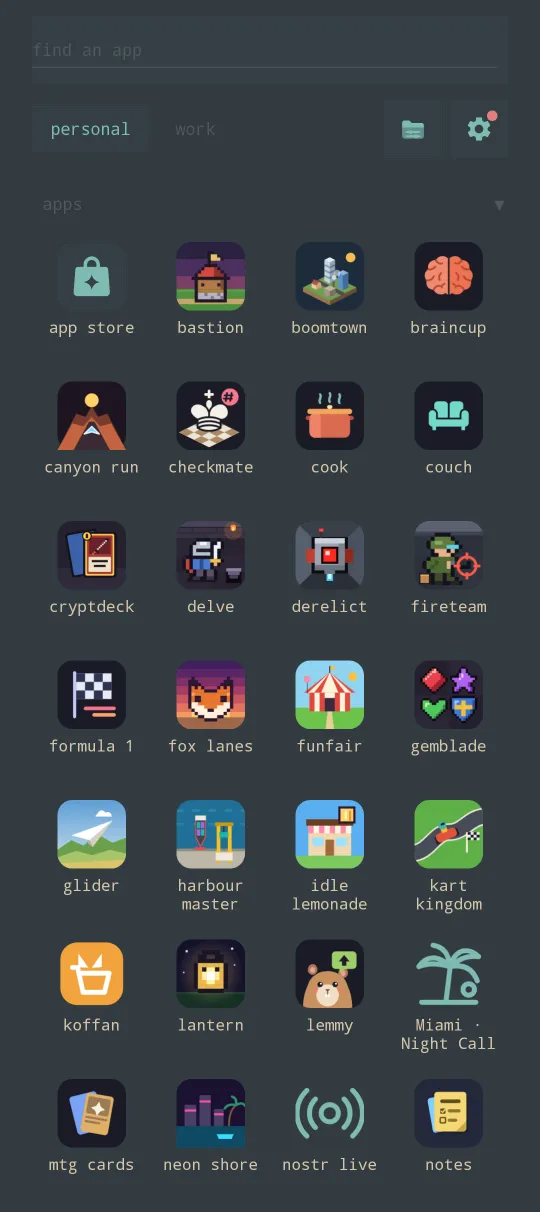 find an app
personal work
apps ▼
app store bastion boomtown braincup
#
canyon run checkmate cook couch
cryptdeck delve derelict fireteam
formula 1 fox lanes funfair gemblade
glider harbour idle kart
master lemonade kingdom
koffan lantern lemmy Miami ·
Night Call
mtg cards neon shore nostr live notes